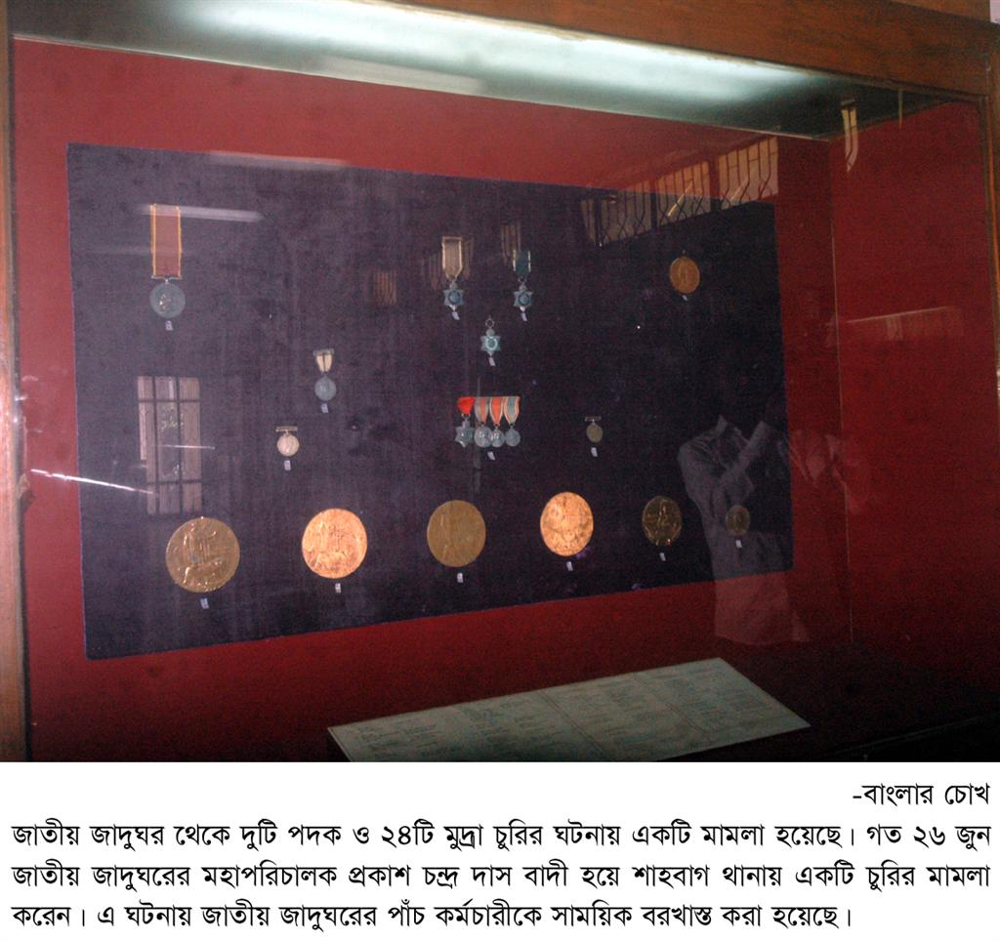 -বাংলার চোখ
জাতীয় জাদুঘর থেকে দুটি পদক ও ২৪টি মুদ্রা চুরির ঘটনায় একটি মামলা হয়েছে। গত ২৬ জুন
জাতীয় জাদুঘরের মহাপরিচালক প্রকাশ চন্দ্র দাস বাদী হয়ে শাহবাগ থানায় একটি চুরির মামলা
করেন। এ ঘটনায় জাতীয় জাদুঘরের পাঁচ কর্মচারীকে সাময়িক বরখাস্ত করা হয়েছে।